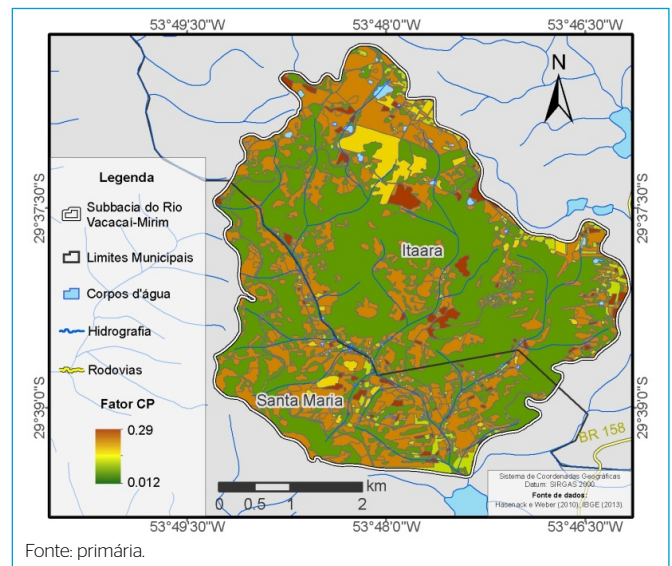 53°49'30"W 53°48'0"W 53°46'30"W
N
29°37'30"S
29°37'30"S
Legenda
Subbacia do Rio
Vacacai-Mirim
Limites Municipais
Corpos d'água
Hidrografia
Rodovias
Fator CP
0.29
0.012
Itaara
Santa Maria
29°39'0"S
29°39'0"S
BR 158
km
0 0.5 1 2
Sistema de Coordenadas Geográficas
Datum: SIRGAS 2000
Fonte de dados:
Hasenack e Weber (2010), IBGE (2013).
53°49'30"W 53°48'0"W 53°46'30"W
Fonte: primária.